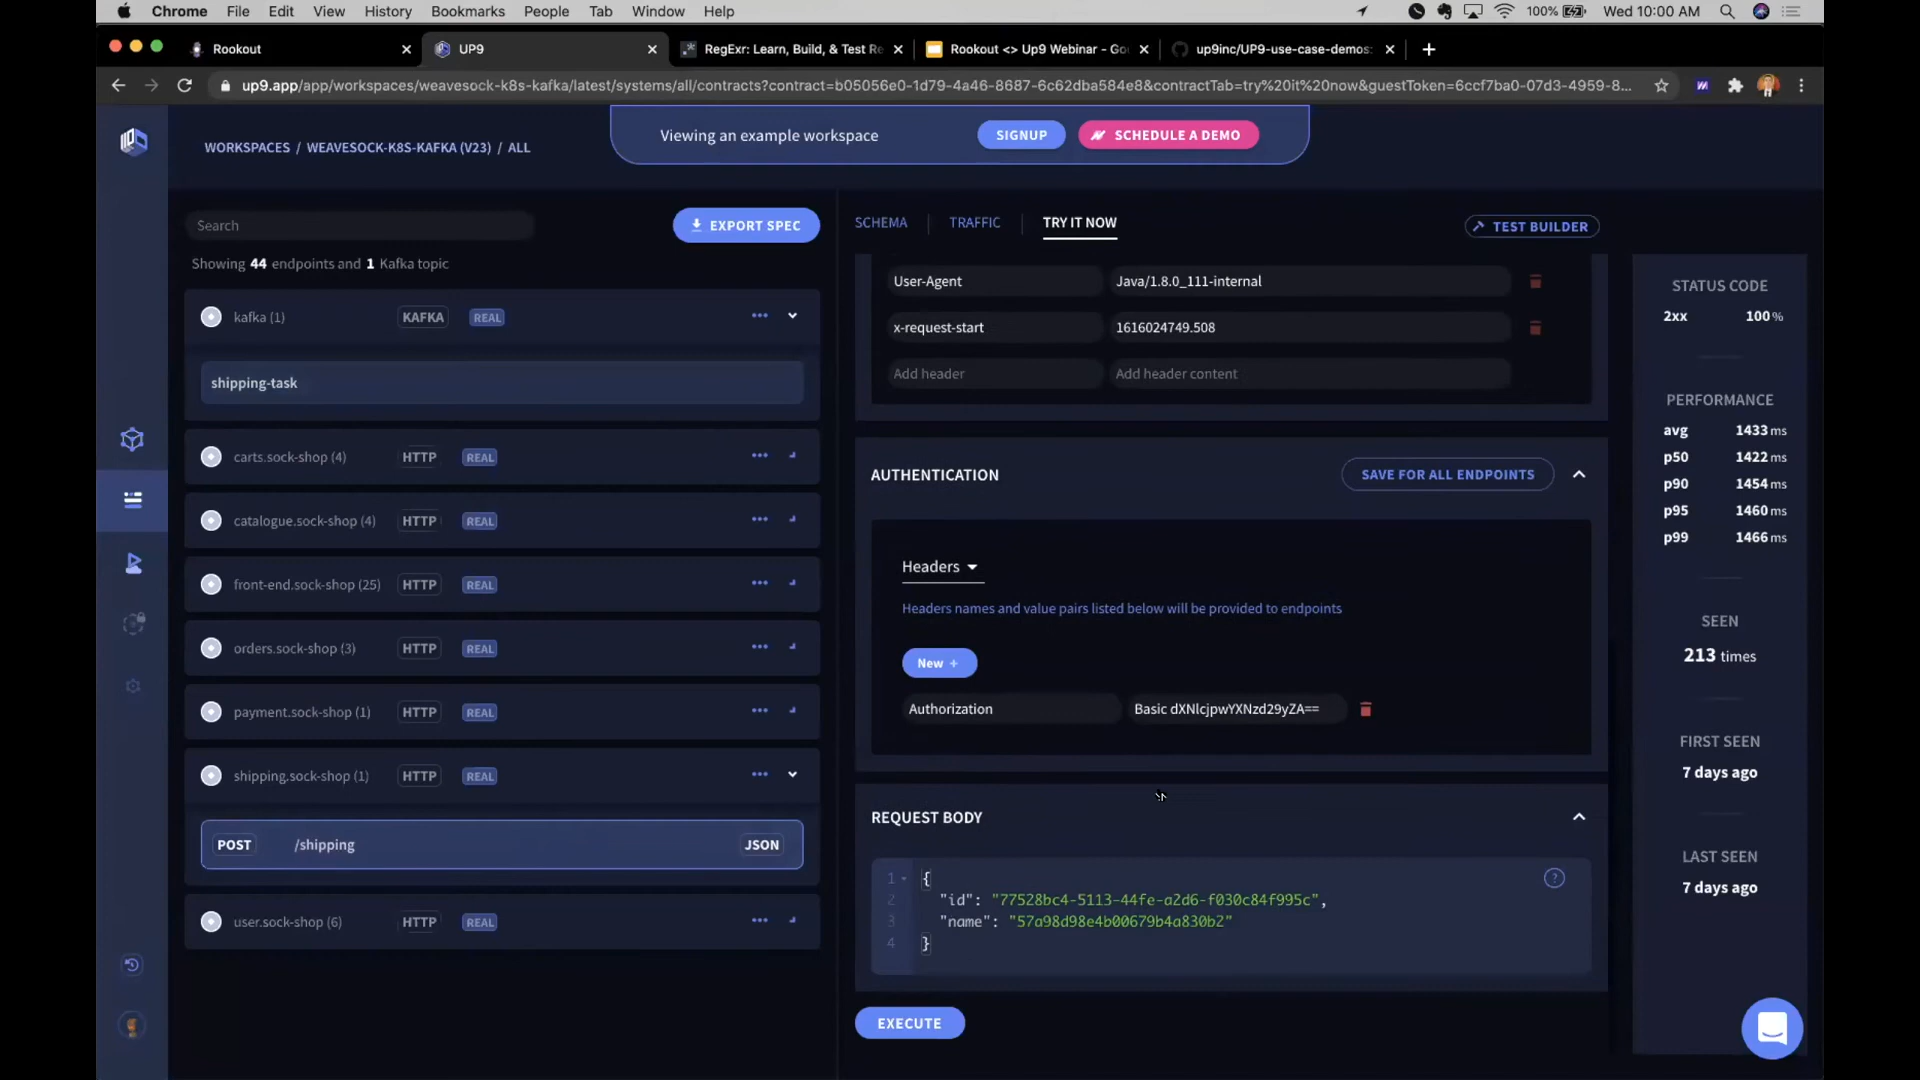 Chrome File Edit View History Bookmarks People Tab Window Help
100% Wed 10:00 AM
Rookout
UP9
RegExr: Learn, Build, & Test Re
Rookout <> Up9 Webinar - Goo
up9inc/UP9-use-case-demos:
up9.app/app/workspaces/weavesock-k8s-kafka/latest/systems/all/contracts?contract=b05056e0-1d79-4a46-8687-6c62dba584e8&contractTab=try%20it%20now&guestToken=6ccf7ba0-07d3-4959-8...
Viewing an example workspace
SIGNUP
SCHEDULE A DEMO
WORKSPACES / WEAVESOCK-K8S-KAFKA (V23) / ALL
Search
EXPORT SPEC
Showing 44 endpoints and 1 Kafka topic
kafka (1) KAFKA REAL
shipping-task
carts.sock-shop (4) HTTP REAL
catalogue.sock-shop (4) HTTP REAL
front-end.sock-shop (25) HTTP REAL
orders.sock-shop (3) HTTP REAL
payment.sock-shop (1) HTTP REAL
shipping.sock-shop (1) HTTP REAL
POST /shipping JSON
user.sock-shop (6) HTTP REAL
SCHEMA TRAFFIC TRY IT NOW
TEST BUILDER
User-Agent Java/1.8.0_111-internal
x-request-start 1616024749.508
Add header Add header content
AUTHENTICATION SAVE FOR ALL ENDPOINTS
Headers
Headers names and value pairs listed below will be provided to endpoints
New +
Authorization Basic dXNlcjpwYXNzd29yZA==
REQUEST BODY
1 {
2 "id": "77528bc4-5113-44fe-a2d6-f030c84f995c",
3 "name": "57a98d98e4b00679b4a830b2"
4 }
?
EXECUTE
STATUS CODE
2xx 100 %
PERFORMANCE
avg 1433 ms
p50 1422 ms
p90 1454 ms
p95 1460 ms
p99 1466 ms
SEEN
213 times
FIRST SEEN
7 days ago
LAST SEEN
7 days ago